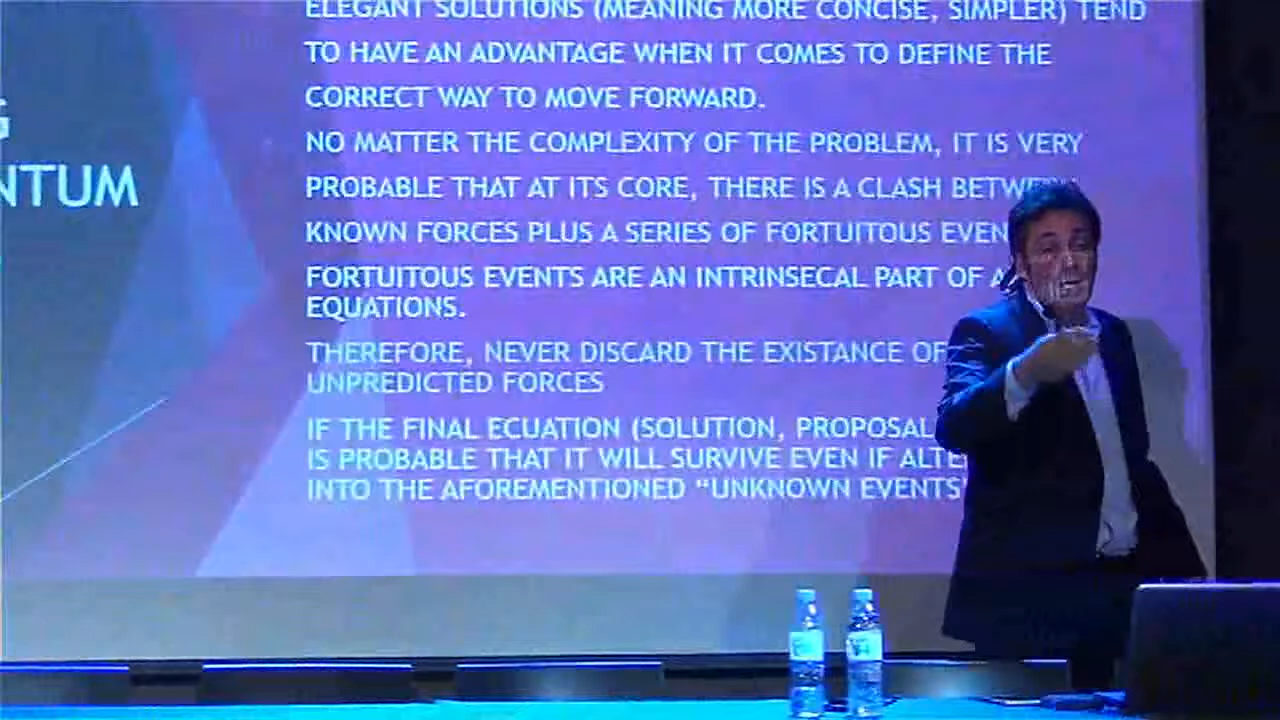 ELEGANT SOLUTIONS (MEANING MORE CONCISE, SIMPLER) TEND
TO HAVE AN ADVANTAGE WHEN IT COMES TO DEFINE THE
CORRECT WAY TO MOVE FORWARD.
NO MATTER THE COMPLEXITY OF THE PROBLEM, IT IS VERY
PROBABLE THAT AT ITS CORE, THERE IS A CLASH
KNOWN FORCES PLUS A SERIES OF FORTUITOUS
FORTUITOUS EVENTS ARE AN INTRINSECAL PART OF
EQUATIONS.
THEREFORE, NEVER DISCARD THE EXISTANCE OF
UNPREDICTED FORCES
IF THE FINAL ECUATION (SOLUTION, PROPOSAL
IS PROBABLE THAT IT WILL SURVIVE EVEN IF
INTO THE AFOREMENTIONED “UNKNOWN EVENTS